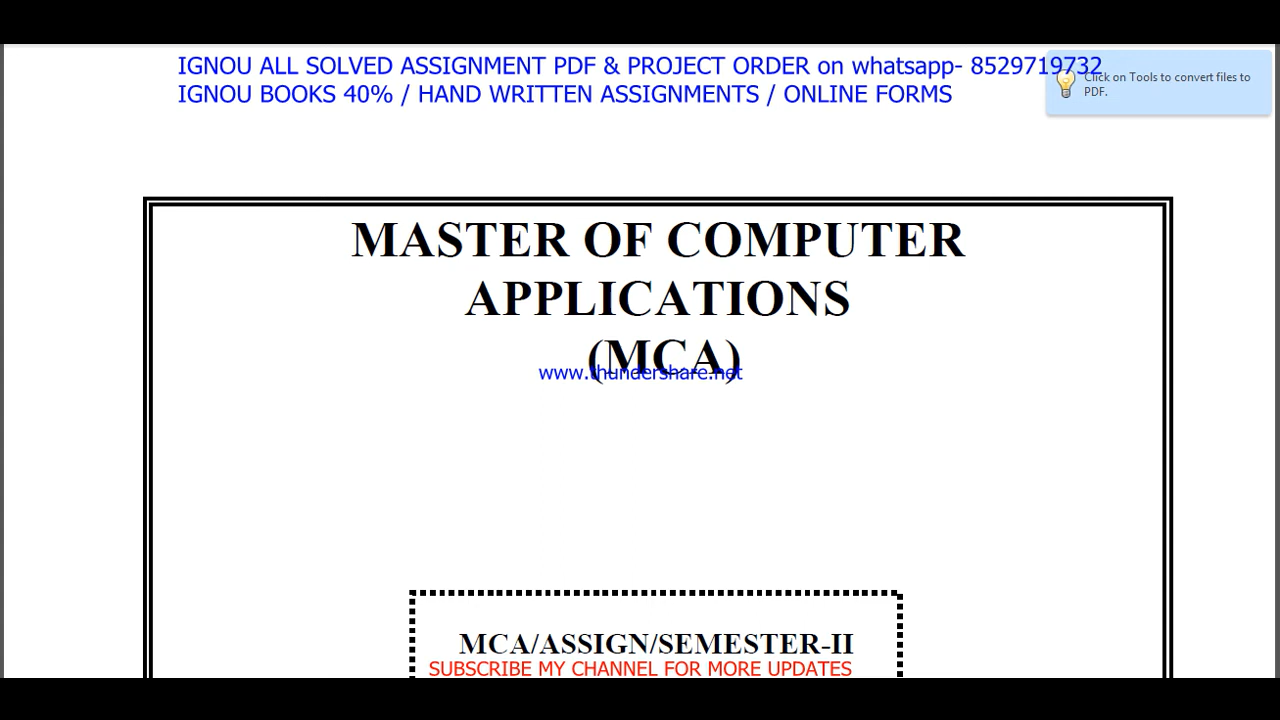 IGNOU ALL SOLVED ASSIGNMENT PDF & PROJECT ORDER on whatsapp- 8529719732
IGNOU BOOKS 40% / HAND WRITTEN ASSIGNMENTS / ONLINE FORMS
Click on Tools to convert files to
PDF.
MASTER OF COMPUTER
APPLICATIONS
(MCA)
www.thundershare.net
MCA/ASSIGN/SEMESTER-II
SUBSCRIBE MY CHANNEL FOR MORE UPDATES